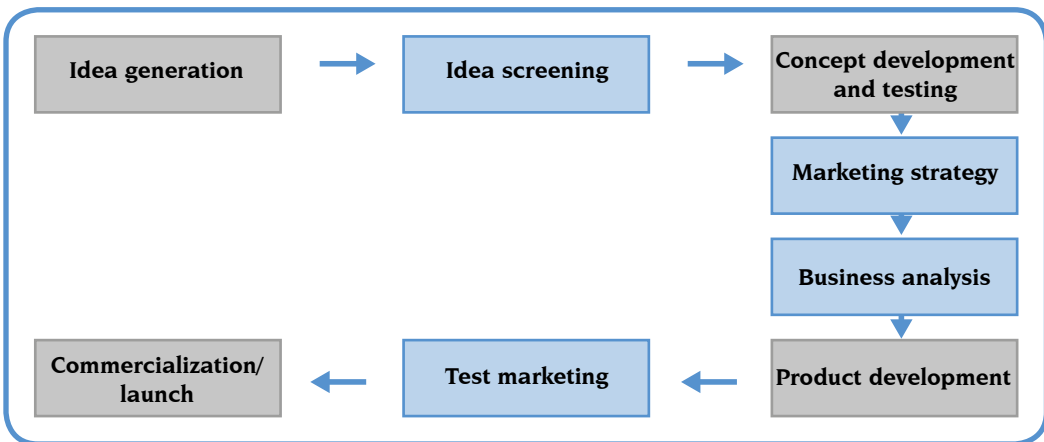 Idea generation
Idea screening
Concept development
and testing
Marketing strategy
Business analysis
Product development
Test marketing
Commercialization/
launch